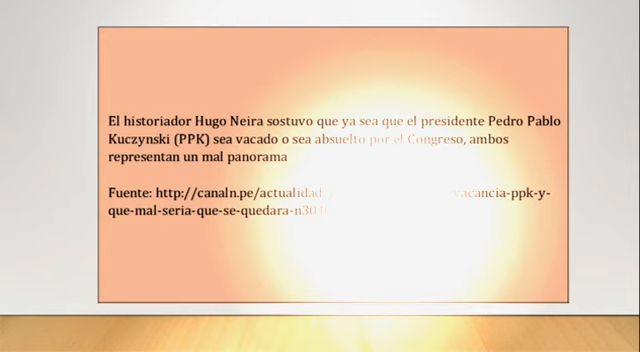 El historiador Hugo Neira sostuvo que ya sea que el presidente Pedro Pablo
Kuczynski (PPK) sea vacado o sea absuelto por el Congreso, ambos
representan un mal panorama
Fuente: http://canaln.pe/actualidad vacancia-ppk-y-
que-mal-seria-que-se-quedara-n30